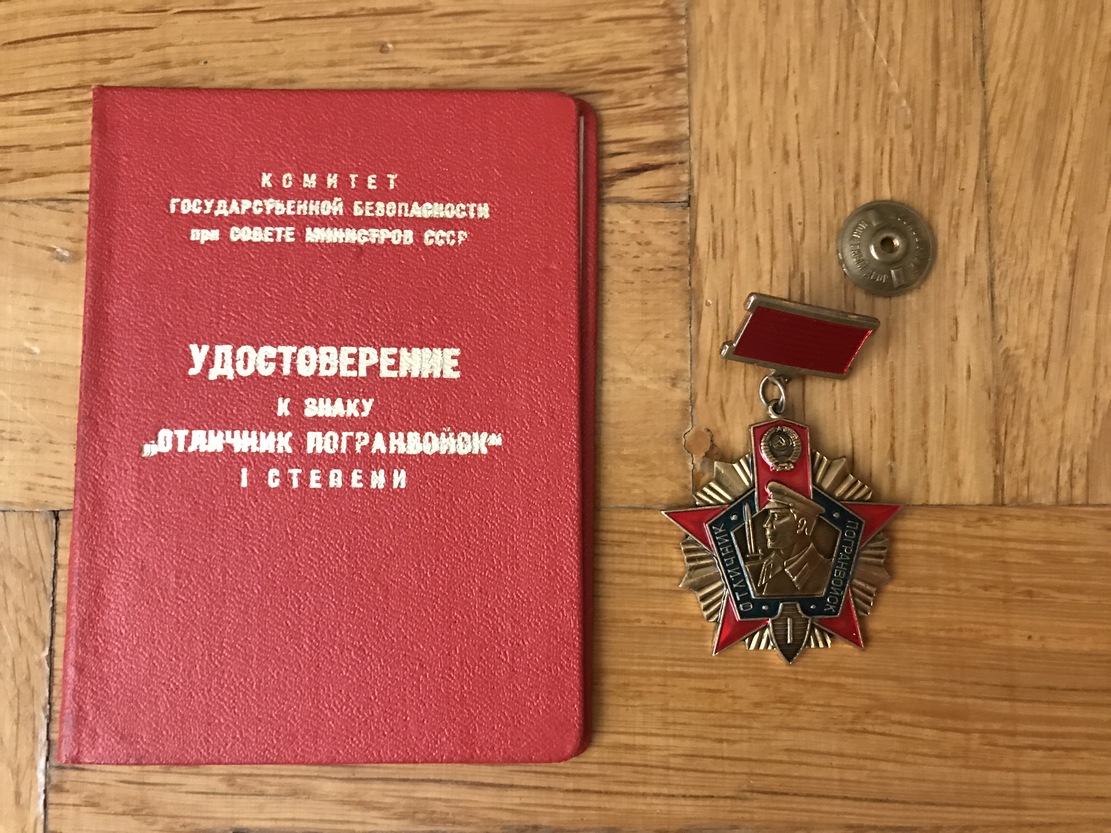 КОМИТЕТ
ГОСУДАРСТВЕННОЙ БЕЗОПАСНОСТИ
при СОВЕТЕ МИНИСТРОВ СССР
УДОСТОВЕРЕНИЕ
К ЗНАКУ
„ОТЛИЧНИК ПОГРАНВОЙСК“
I СТЕПЕНИ
ОТЛИЧНИК
ПОГРАНВОЙСК
I